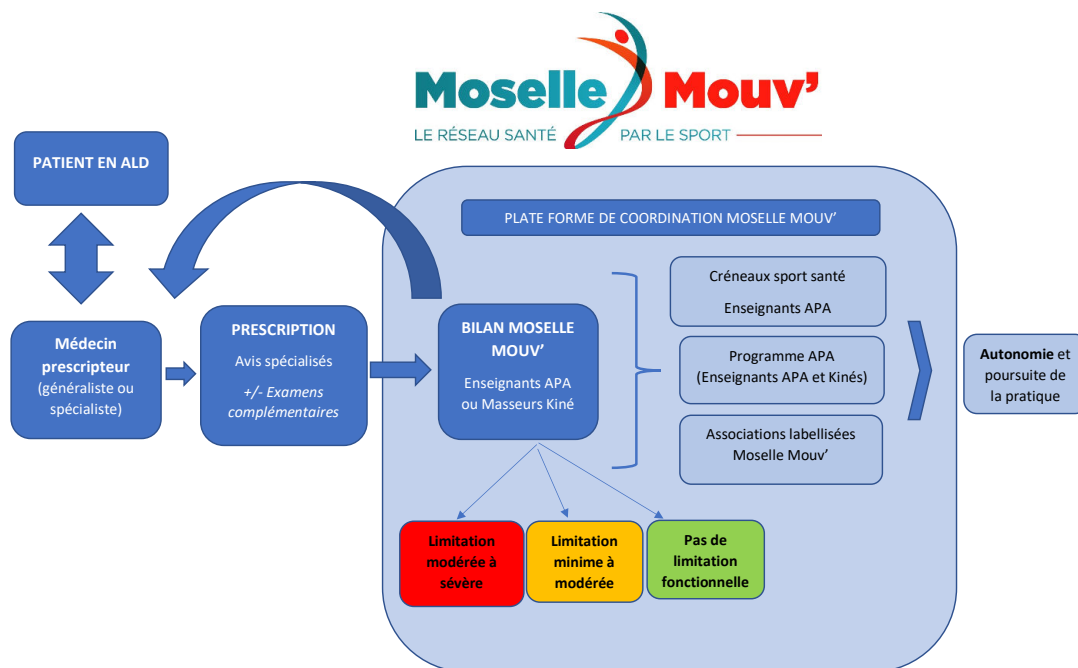 Moselle Mouv'
LE RÉSEAU SANTÉ PAR LE SPORT
PATIENT EN ALD
PLATE FORME DE COORDINATION MOSELLE MOUV’
Médecin
prescripteur
(généraliste ou
spécialiste)
PRESCRIPTION
Avis spécialisés
+/- Examens
complémentaires
BILAN MOSELLE
MOUV’
Enseignants APA
ou Masseurs Kiné
Créneaux sport santé
Enseignants APA
Programme APA
(Enseignants APA et Kinés)
Associations labellisées
Moselle Mouv’
Autonomie et
poursuite de
la pratique
Limitation
modérée à
sévère
Limitation
minime à
modérée
Pas de
limitation
fonctionnelle